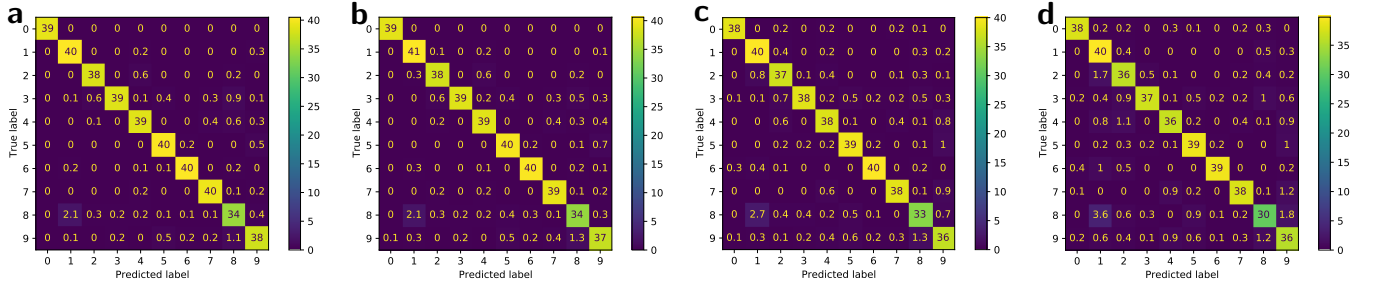 a
True label
0 39 0 0 0 0 0 0 0 0 0
1 0 40 0 0 0.2 0 0 0 0 0.3
2 0 0 38 0 0.6 0 0 0 0.2 0
3 0 0.1 0.6 39 0.1 0.4 0 0.3 0.9 0.1
4 0 0 0.1 0 39 0 0 0.4 0.6 0.3
5 0 0 0 0 0 40 0.2 0 0 0.5
6 0 0.2 0 0 0.1 0.1 40 0 0.2 0
7 0 0 0 0 0 0 0 40 0.1 0.2
8 0 2.1 0.3 0.2 0.2 0.1 0.1 0.1 34 0.4
9 0 0.1 0 0.2 0 0.5 0.2 0.2 1.1 38
0 1 2 3 4 5 6 7 8 9
Predicted label
40
35
30
25
20
15
10
5
0
b
0 39 0 0 0 0 0 0 0 0 0
1 0 41 0.1 0 0.2 0 0 0 0 0.1
2 0 0.3 38 0 0.6 0 0 0 0.2 0
3 0 0 0.6 39 0.2 0.4 0 0.3 0.5 0.3
4 0 0 0.2 0 39 0 0 0.4 0.3 0.4
5 0 0 0 0 0 40 0.2 0 0.1 0.7
6 0 0.2 0.1 0 0 0.1 40 0 0.2 0
7 0 0 0 0 0.2 0 0 39 0.1 0.2
8 0 2.1 0.3 0.2 0.4 0.2 0.4 0.3 34 0.3
9 0.1 0.3 0 0.2 0.2 0.4 0.2 0.4 1.3 37
0 1 2 3 4 5 6 7 8 9
Predicted label
40
35
30
25
20
15
10
5
0
c
True label
0 38 0 0.2 0 0.2 0 0 0 0.1 0
1 0 40 0.4 0 0.2 0 0 0 0.2 0.1
2 0 0.8 37 0.1 0.4 0 0 0.1 0.3 0.1
3 0.1 0.1 0.7 38 0.2 0.5 0.2 0.2 0.5 0.3
4 0 0 0.6 0 38 0.1 0 0.4 0.1 0.8
5 0 0 0 0.2 0.2 39 0.2 0 0.1 1
6 0.3 0.4 0.1 0 0 0.2 40 0 0 0
7 0 0 0 0 0.6 0 0 38 0.1 0.9
8 0 2.7 0.4 0.4 0.2 0.5 0.1 0 33 0.7
9 0.1 0.3 0.1 0.2 0.4 0.6 0.2 0.8 1.3 36
0 1 2 3 4 5 6 7 8 9
Predicted label
40
35
30
25
20
15
10
5
0
d
True label
0 38 0.2 0.2 0 0.3 0.1 0 0 0.2 0
1 0 40 0.4 0 0 0 0 0 0.5 0.3
2 0 1.7 36 0.5 0.1 0 0 0.2 0.4 0.2
3 0.2 0.4 0.9 37 0.1 0.5 0.2 0.2 1 0.6
4 0 0.8 1.1 0 36 0.2 0 0.4 0.1 0.9
5 0 0.2 0.3 0.2 0.1 39 0.2 0 0 1
6 0.6 1 0.5 0 0 0.2 39 0 0 0.2
7 0.1 0 0 0 0.9 0.2 0 38 0.1 1.2
8 0 3.6 0.6 0.3 0 0.9 0.1 0.2 30 1.8
9 0.2 0.6 0.4 0.1 0.9 0.6 0.1 0.3 1.2 36
0 1 2 3 4 5 6 7 8 9
Predicted label
35
30
25
20
15
10
5
0